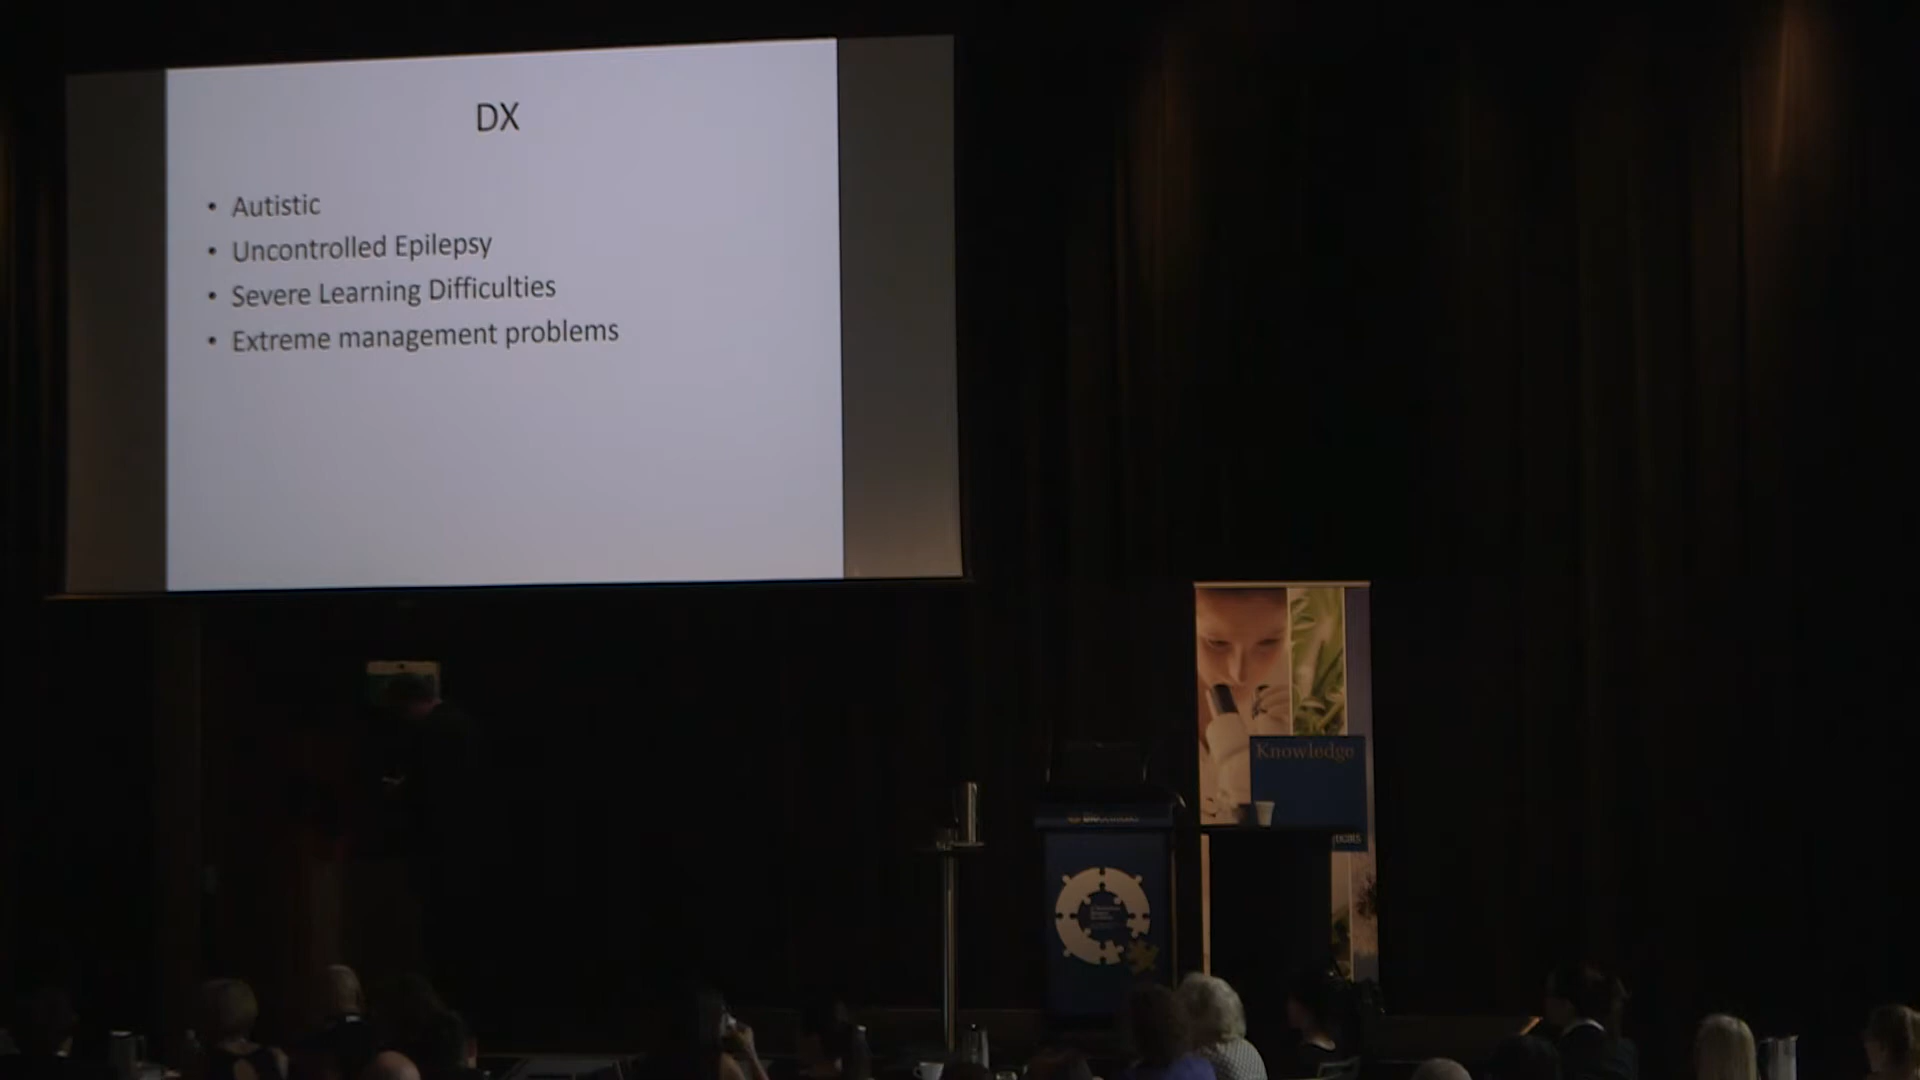 DX
• Autistic
• Uncontrolled Epilepsy
• Severe Learning Difficulties
• Extreme management problems
Knowledge